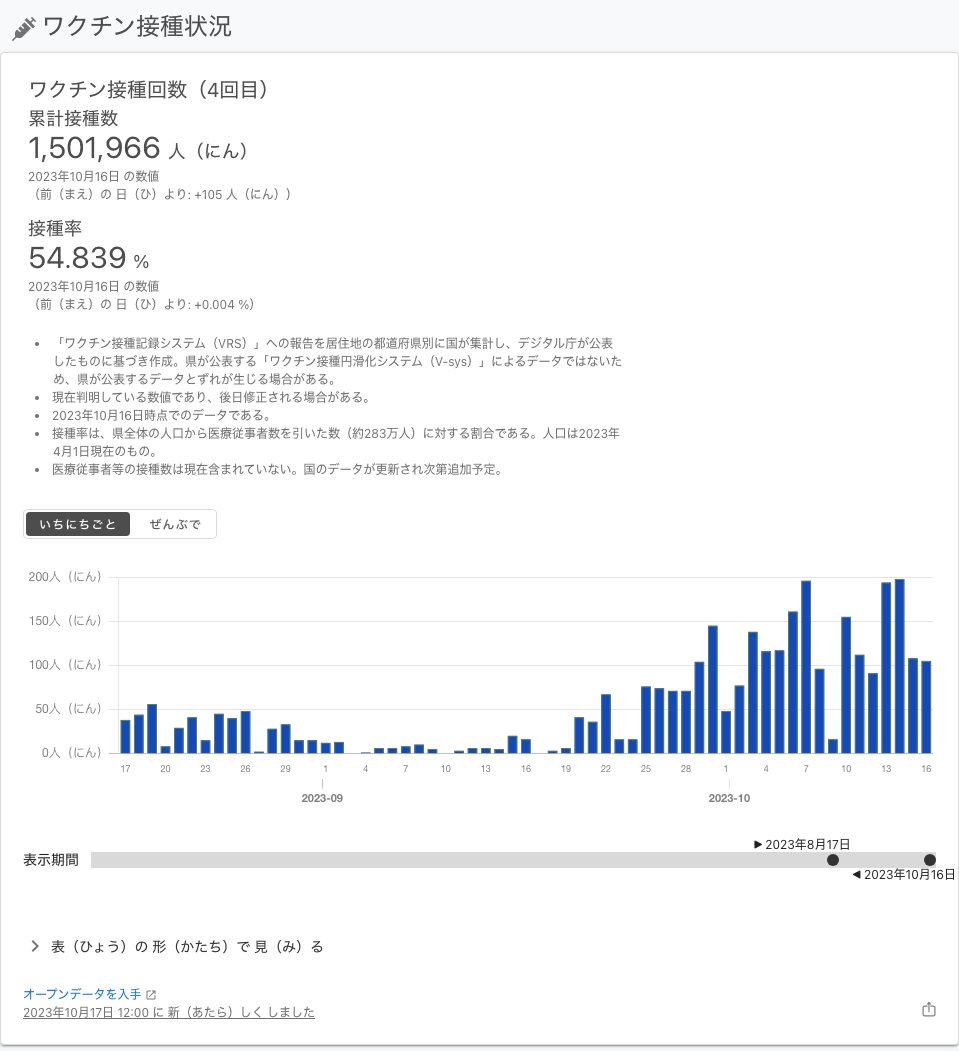 ワクチン接種状況
ワクチン接種回数（4回目）
累計接種数
1,501,966 人（にん）
2023年10月16日 の数値
（前（まえ）の 日（ひ）より: +105 人（にん））
接種率
54.839 %
2023年10月16日 の数値
（前（まえ）の 日（ひ）より: +0.004 %）
• 「ワクチン接種記録システム（VRS）」への報告を居住地の都道府県別に国が集計し、デジタル庁が公表
したものに基づき作成。県が公表する「ワクチン接種円滑化システム（V-sys）」によるデータではないた
め、県が公表するデータとずれが生じる場合がある。
• 現在判明している数値であり、後日修正される場合がある。
• 2023年10月16日時点でのデータである。
• 接種率は、県全体の人口から医療従事者数を引いた数（約283万人）に対する割合である。人口は2023年
4月1日現在のもの。
• 医療従事者等の接種数は現在含まれていない。国のデータが更新され次第追加予定。
いちにちごと ぜんぶで
200人（にん）
150人（にん）
100人（にん）
50人（にん）
0人（にん）
17 20 23 26 29 1 4 7 10 13 16 19 22 25 28 1 4 7 10 13 16
2023-09 2023-10
▶ 2023年8月17日
表示期間
◀ 2023年10月16日
表（ひょう）の 形（かたち）で 見（み）る
オープンデータを入手
2023年10月17日 12:00 に 新（あたら）しく しました